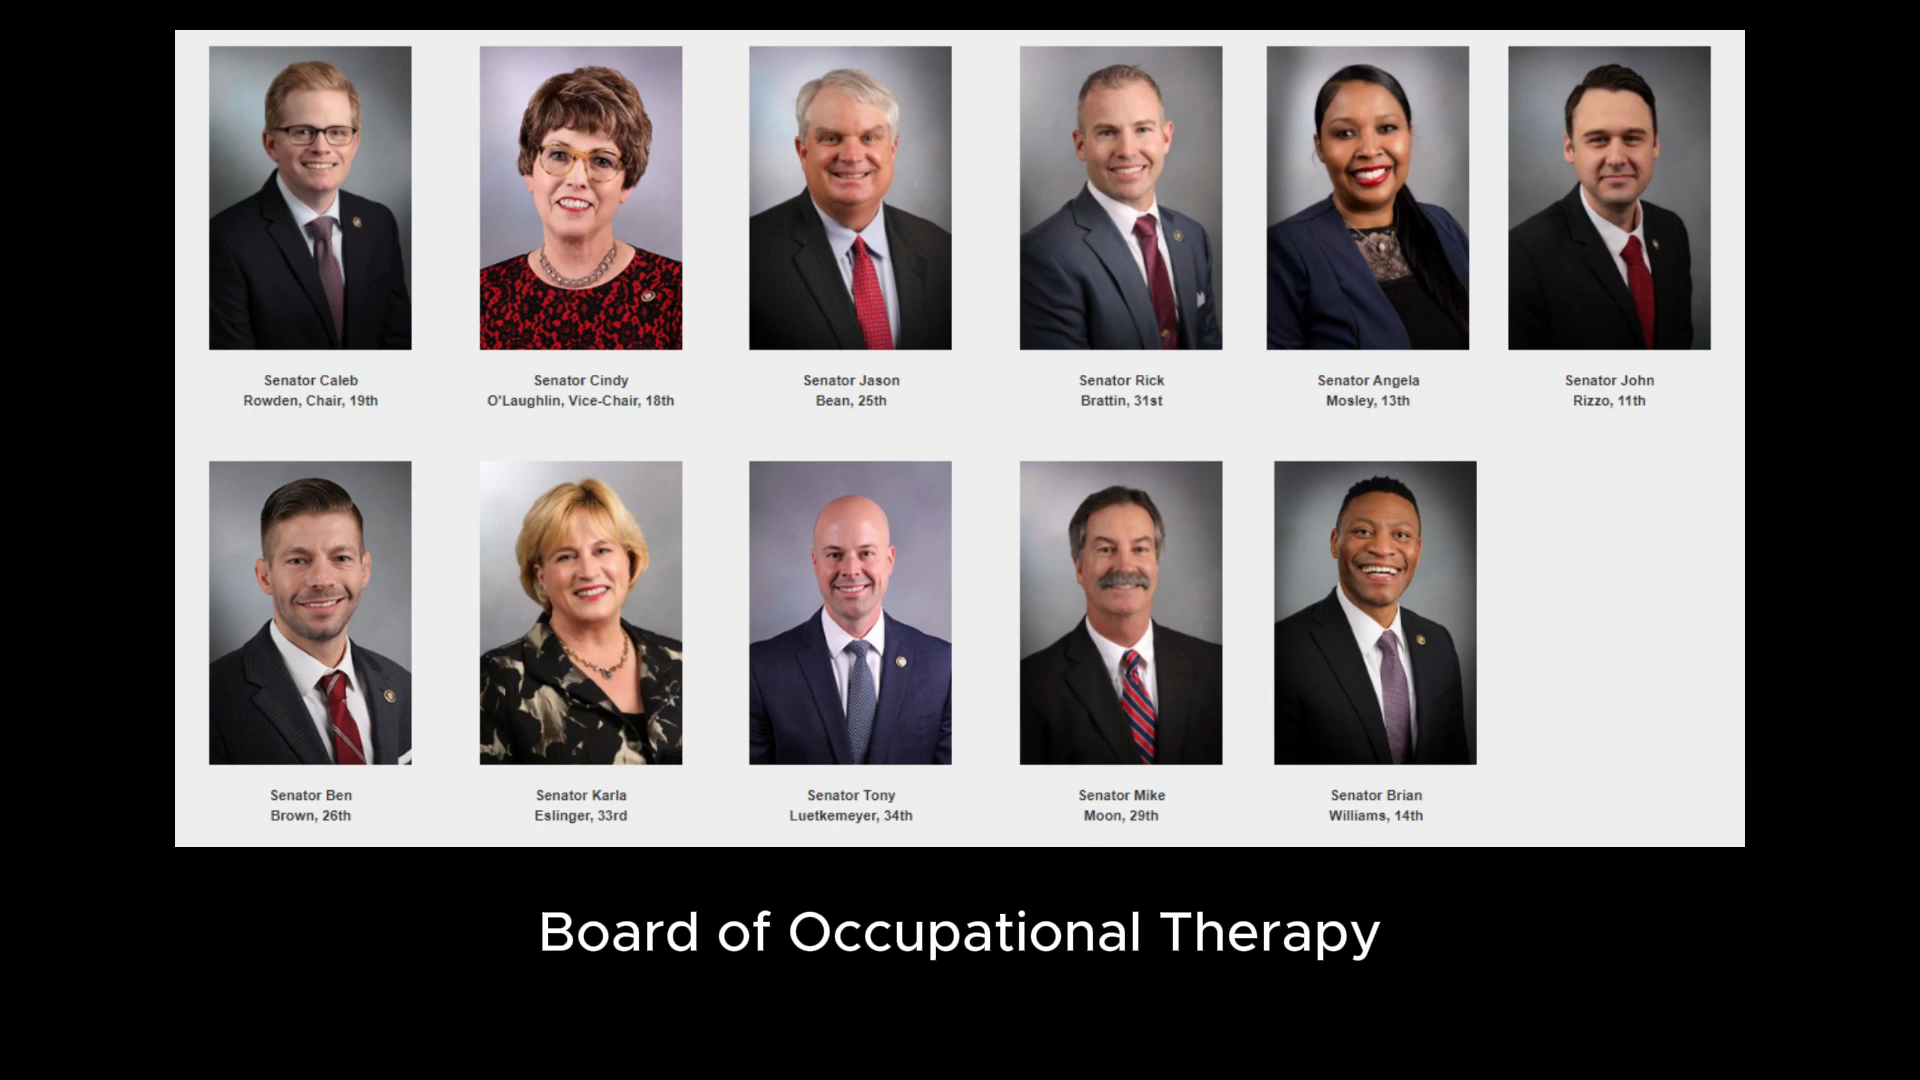 Senator Caleb
Rowden, Chair, 19th
Senator Cindy
O'Laughlin, Vice-Chair, 18th
Senator Jason
Bean, 25th
Senator Rick
Brattin, 31st
Senator Angela
Mosley, 13th
Senator John
Rizzo, 11th
Senator Ben
Brown, 26th
Senator Karla
Eslinger, 33rd
Senator Tony
Luetkemeyer, 34th
Senator Mike
Moon, 29th
Senator Brian
Williams, 14th
Board of Occupational Therapy